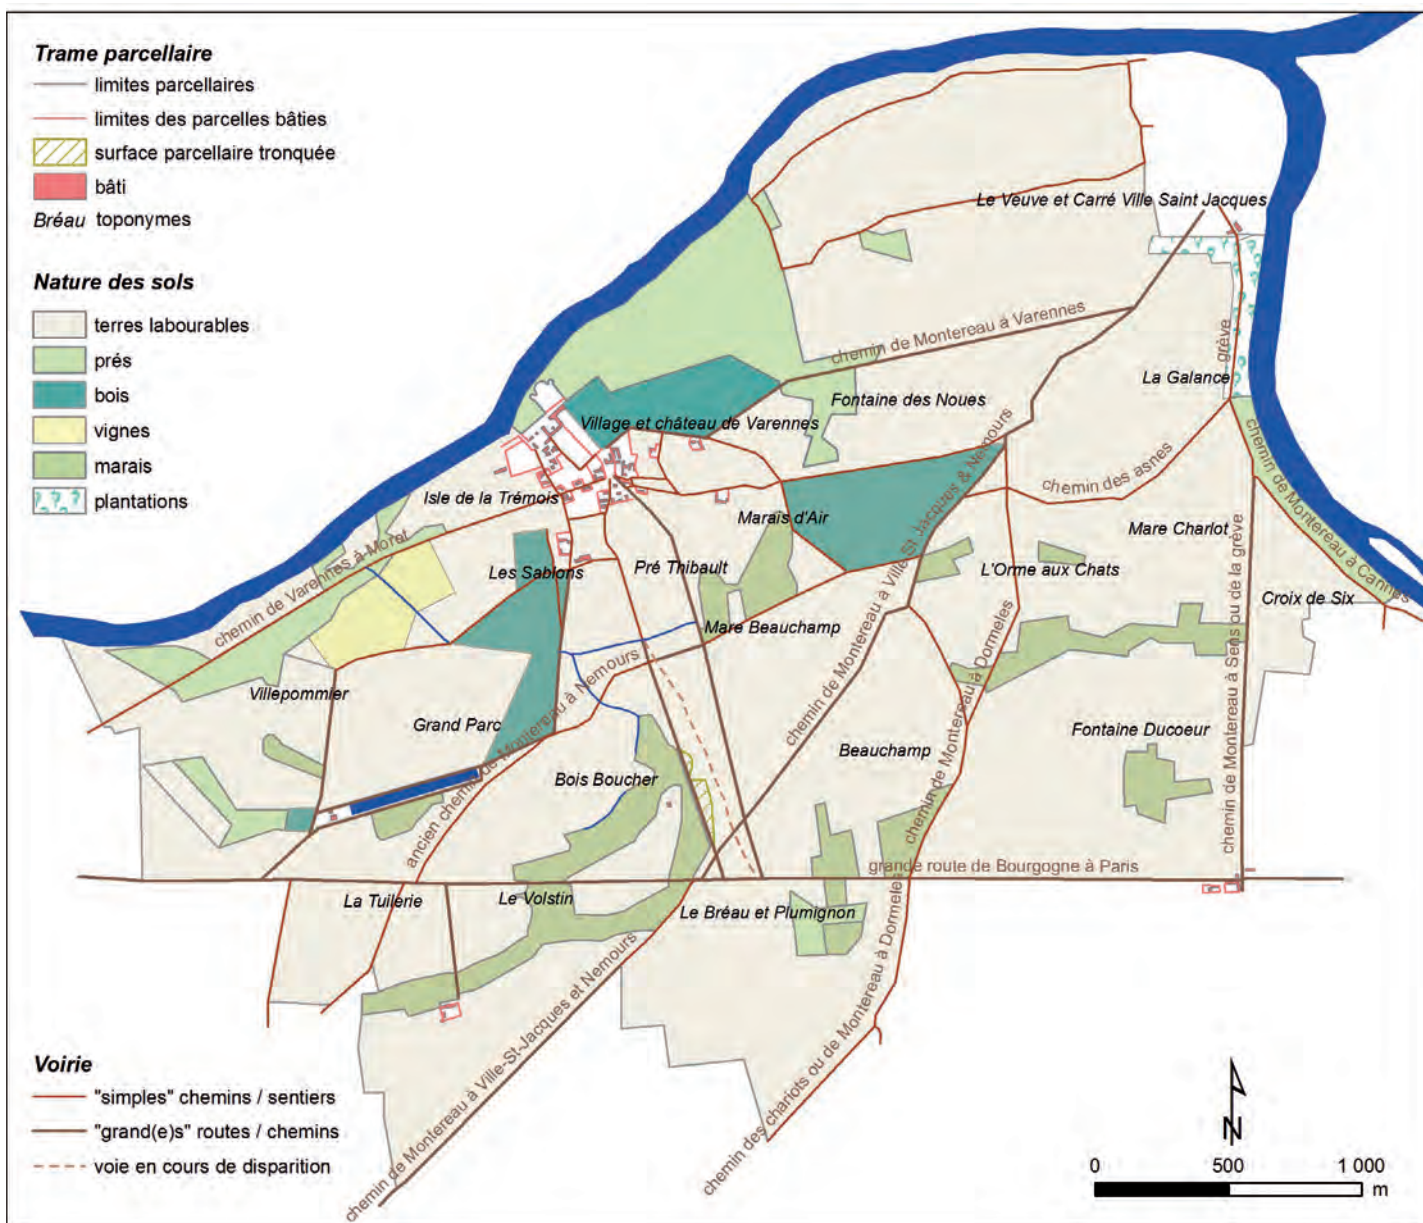 Trame parcellaire
limites parcellaires
limites des parcelles bâties
surface parcellaire tronquée
bâti
Bréau toponymes
Nature des sols
terres labourables
prés
bois
vignes
marais
plantations
Le Veuve et Carré Ville Saint Jacques
chemin de Montereau à Varennes
grève
La Galance
Fontaine des Noues
Village et château de Varennes
chemin de Montereau à Cannes
chemin des asnes
Isle de la Trémois
Marais d'Air
Mare Charlot
chemin de Varennes à Moret
Les Sablons
Pré Thibault
L'Orme aux Chats
Croix de Six
chemin de Montereau à Ville-St Jacques & Nemours
Mare Beauchamp
chemin de Montereau à Sens ou de la grève
Villepommier
Grand Parc
ancien chemin de Montereau à Nemours
chemin de Montereau à Dormeles
Beauchamp
Fontaine Ducoeur
Bois Boucher
grande route de Bourgogne à Paris
La Tuilerie
Le Volstin
Le Bréau et Plumignon
chemin de Montereau à Ville-St-Jacques et Nemours
chemin des chariots ou de Montereau à Dormeles
Voirie
"simples" chemins / sentiers
"grand(e)s" routes / chemins
voie en cours de disparition
N
0 500 1 000
m